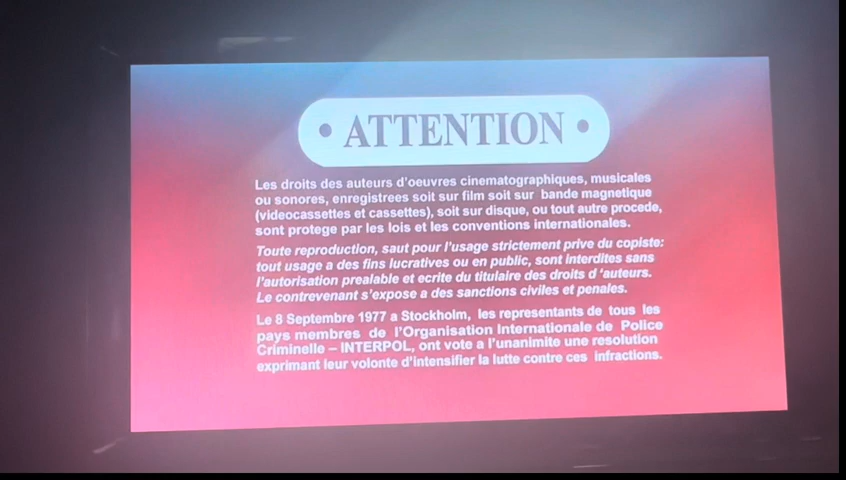 • ATTENTION •
Les droits des auteurs d'oeuvres cinematographiques, musicales
ou sonores, enregistrees soit sur film soit sur bande magnetique
(videocassettes et cassettes), soit sur disque, ou tout autre procede,
sont protege par les lois et les conventions internationales.
Toute reproduction, saut pour l'usage strictement prive du copiste:
tout usage a des fins lucratives ou en public, sont interdites sans
l'autorisation prealable et ecrite du titulaire des droits d 'auteurs.
Le contrevenant s'expose a des sanctions civiles et penales.
Le 8 Septembre 1977 a Stockholm, les representants de tous les
pays membres de l'Organisation Internationale de Police
Criminelle – INTERPOL, ont vote a l'unanimite une resolution
exprimant leur volonte d'intensifier la lutte contre ces infractions.